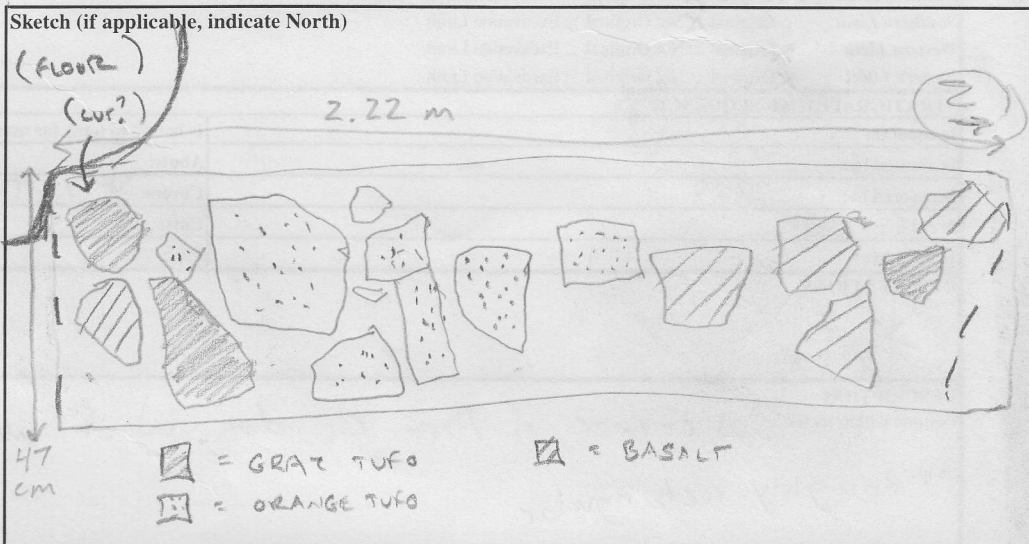 Sketch (if applicable, indicate North)
(FLOOR)
(CUT?)
2.22 m
N
47
cm
= GRAY TUFO
= BASALT
= ORANGE TUFO